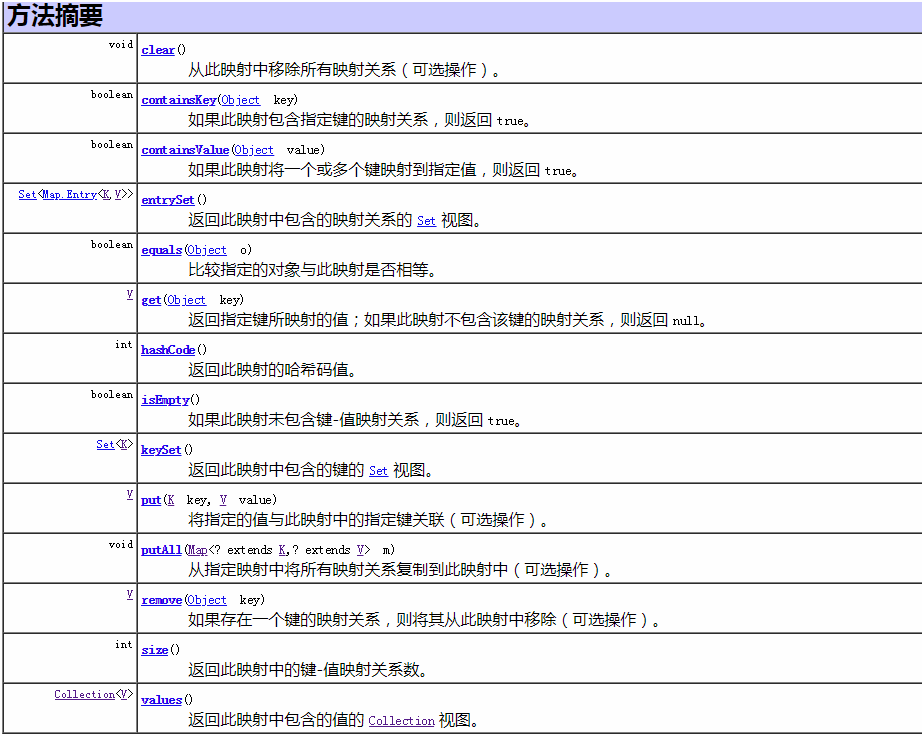 方法摘要
void clear()
从此映射中移除所有映射关系（可选操作）。
boolean containsKey(Object key)
如果此映射包含指定键的映射关系，则返回 true。
boolean containsValue(Object value)
如果此映射将一个或多个键映射到指定值，则返回 true。
Set<Map.Entry<K,V>> entrySet()
返回此映射中包含的映射关系的 Set 视图。
boolean equals(Object o)
比较指定的对象与此映射是否相等。
V get(Object key)
返回指定键所映射的值；如果此映射不包含该键的映射关系，则返回 null。
int hashCode()
返回此映射的哈希码值。
boolean isEmpty()
如果此映射未包含键-值映射关系，则返回 true。
Set<K> keySet()
返回此映射中包含的键的 Set 视图。
V put(K key, V value)
将指定的值与此映射中的指定键关联（可选操作）。
void putAll(Map<? extends K,? extends V> m)
从指定映射中将所有映射关系复制到此映射中（可选操作）。
V remove(Object key)
如果存在一个键的映射关系，则将其从此映射中移除（可选操作）。
int size()
返回此映射中的键-值映射关系数。
Collection<V> values()
返回此映射中包含的值的 Collection 视图。